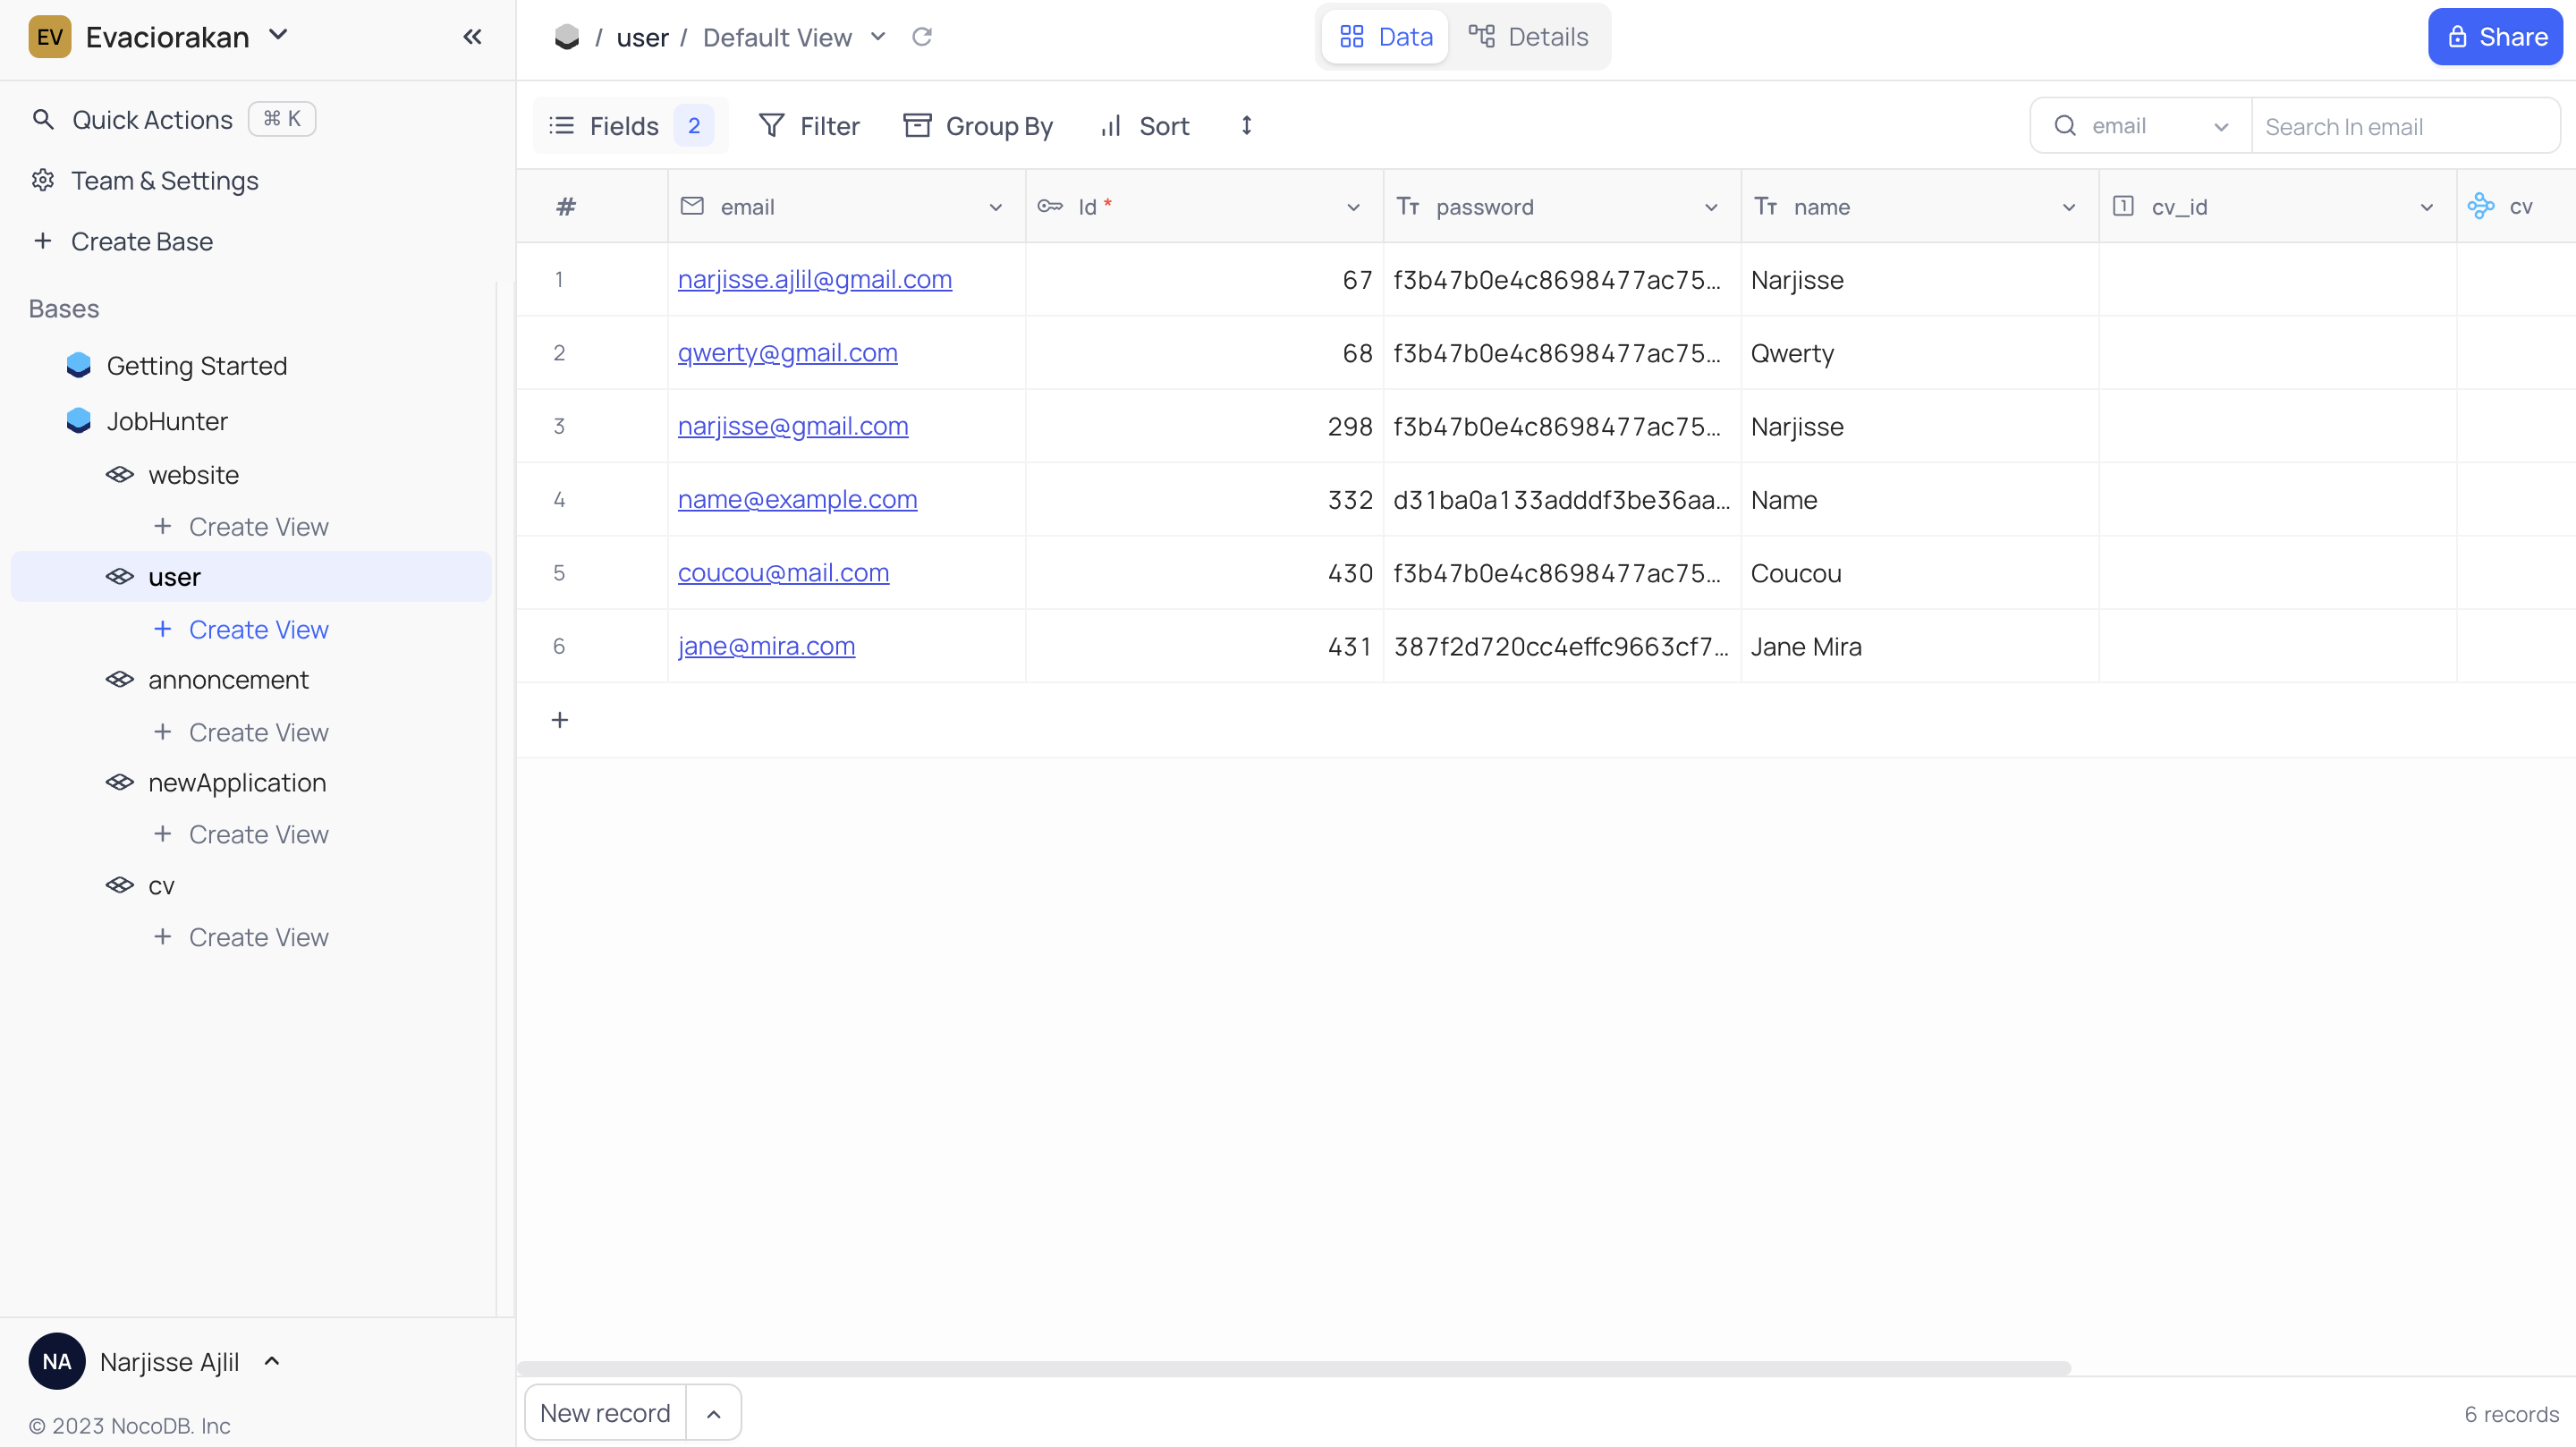 EV Evaciorakan
Quick Actions ⌘ K
Team & Settings
+ Create Base
Bases
Getting Started
JobHunter
website
+ Create View
user
+ Create View
annoncement
+ Create View
newApplication
+ Create View
cv
+ Create View
NA Narjisse Ajlil
© 2023 NocoDB. Inc
/ user / Default View
Data Details
Share
Fields 2 Filter Group By Sort
email Search In email
# email Id * password name cv_id cv
1 narjisse.ajlil@gmail.com 67 f3b47b0e4c8698477ac75... Narjisse
2 qwerty@gmail.com 68 f3b47b0e4c8698477ac75... Qwerty
3 narjisse@gmail.com 298 f3b47b0e4c8698477ac75... Narjisse
4 name@example.com 332 d31ba0a133adddf3be36aa... Name
5 coucou@mail.com 430 f3b47b0e4c8698477ac75... Coucou
6 jane@mira.com 431 387f2d720cc4effc9663cf7... Jane Mira
+
New record
6 records